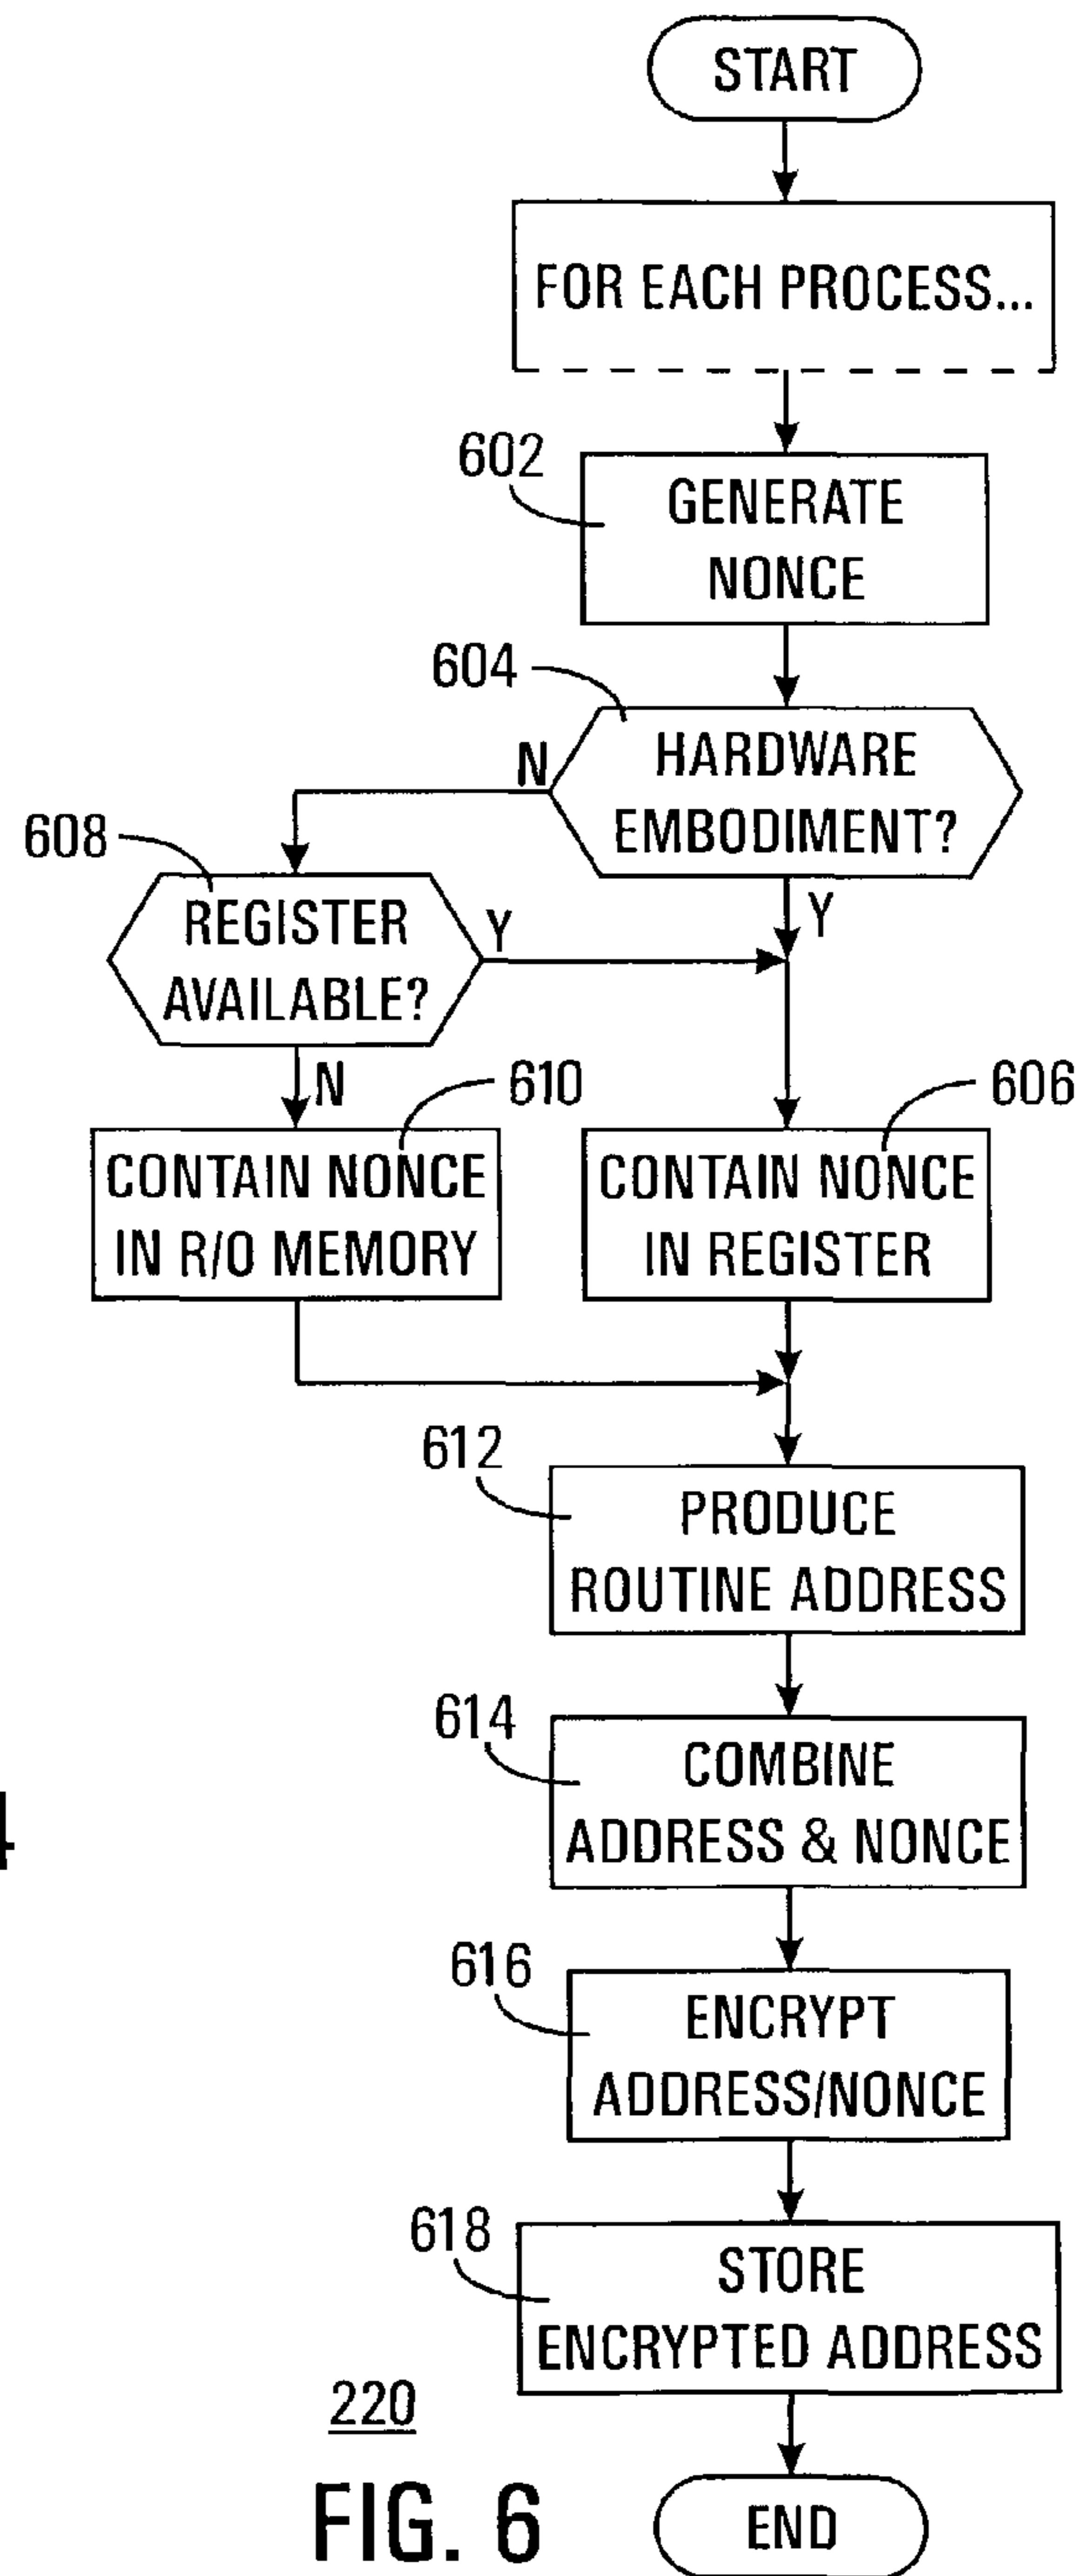 START
FOR EACH PROCESS...
602
GENERATE
NONCE
604
HARDWARE
EMBODIMENT?
N
Y
608
REGISTER
AVAILABLE?
Y
N
610
CONTAIN NONCE
IN R/O MEMORY
606
CONTAIN NONCE
IN REGISTER
612
PRODUCE
ROUTINE ADDRESS
614
COMBINE
ADDRESS & NONCE
4
616
ENCRYPT
ADDRESS/NONCE
618
STORE
ENCRYPTED ADDRESS
220
FIG. 6
END